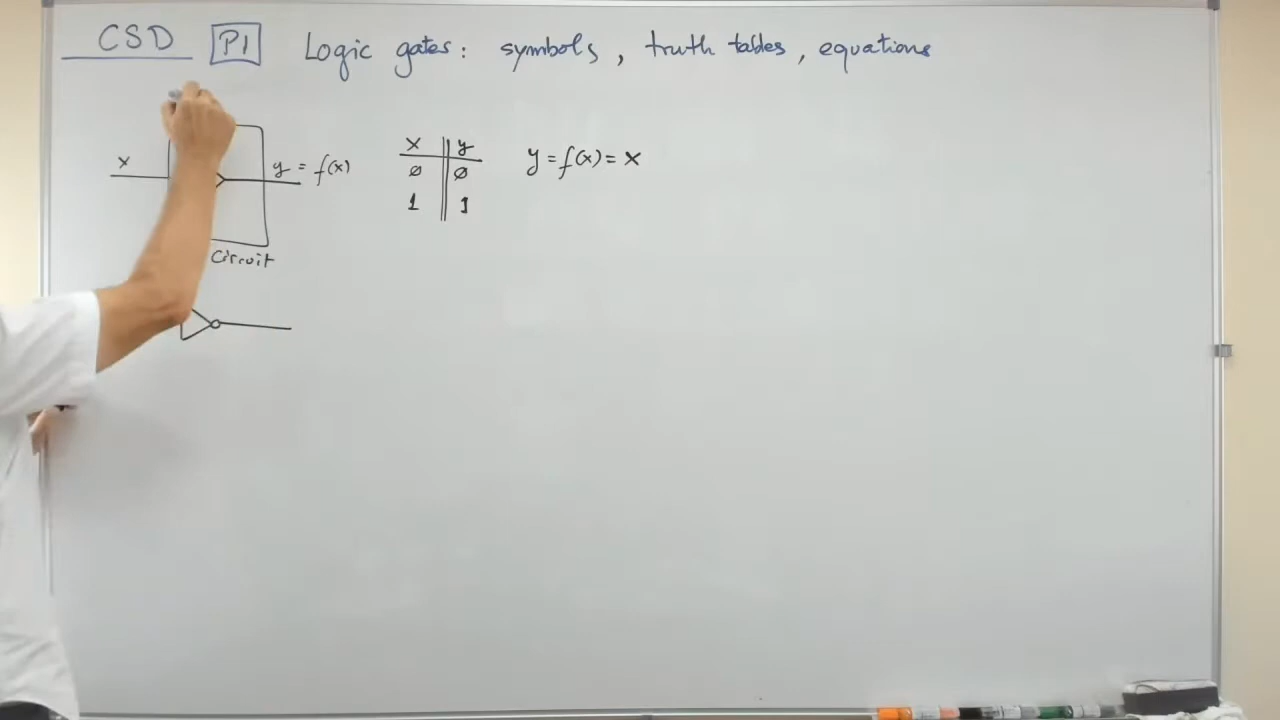 CSD P1 Logic gates: symbols, truth tables, equations
x y = f(x)
x y
0 0
1 1
y = f(x) = x
Circuit